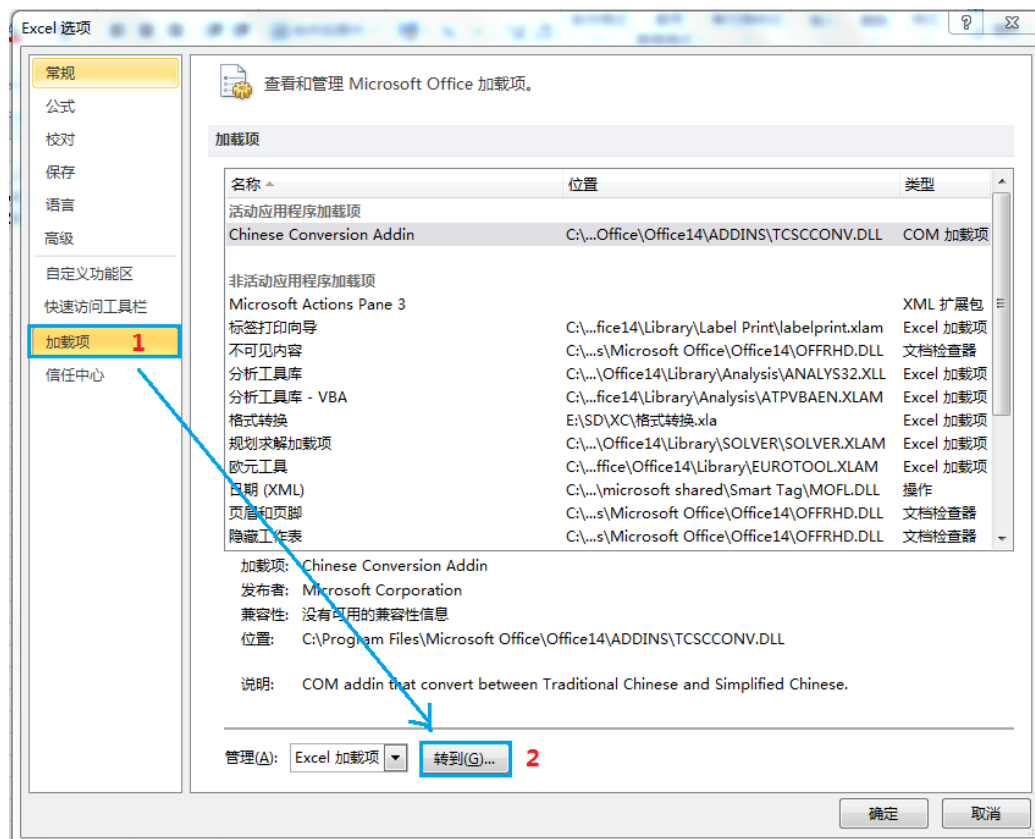 Excel 选项
常规
公式
校对
保存
语言
高级
自定义功能区
快速访问工具栏
加载项 1
信任中心
查看和管理 Microsoft Office 加载项。
加载项
名称 位置 类型
活动应用程序加载项
Chinese Conversion Addin C:\...Office\Office14\ADDINS\TCSCCONV.DLL COM 加载项
非活动应用程序加载项
Microsoft Actions Pane 3 XML 扩展包
标签打印向导 C:\...fice14\Library\Label Print\labelprint.xlam Excel 加载项
不可见内容 C:\...s\Microsoft Office\Office14\OFFRHD.DLL 文档检查器
分析工具库 C:\...\Office14\Library\Analysis\ANALYS32.XLL Excel 加载项
分析工具库 - VBA C:\...fice14\Library\Analysis\ATPVBAEN.XLAM Excel 加载项
格式转换 E:\SD\XC\格式转换.xla Excel 加载项
规划求解加载项 C:\...\Office14\Library\SOLVER\SOLVER.XLAM Excel 加载项
欧元工具 C:\...ffice\Office14\Library\EUROTOOL.XLAM Excel 加载项
日期 (XML) C:\...\microsoft shared\Smart Tag\MOFL.DLL 操作
页眉和页脚 C:\...s\Microsoft Office\Office14\OFFRHD.DLL 文档检查器
隐藏工作表 C:\...s\Microsoft Office\Office14\OFFRHD.DLL 文档检查器
加载项: Chinese Conversion Addin
发布者: Microsoft Corporation
兼容性: 没有可用的兼容性信息
位置: C:\Program Files\Microsoft Office\Office14\ADDINS\TCSCCONV.DLL
说明: COM addin that convert between Traditional Chinese and Simplified Chinese.
管理(A): Excel 加载项 转到(G)... 2
确定 取消